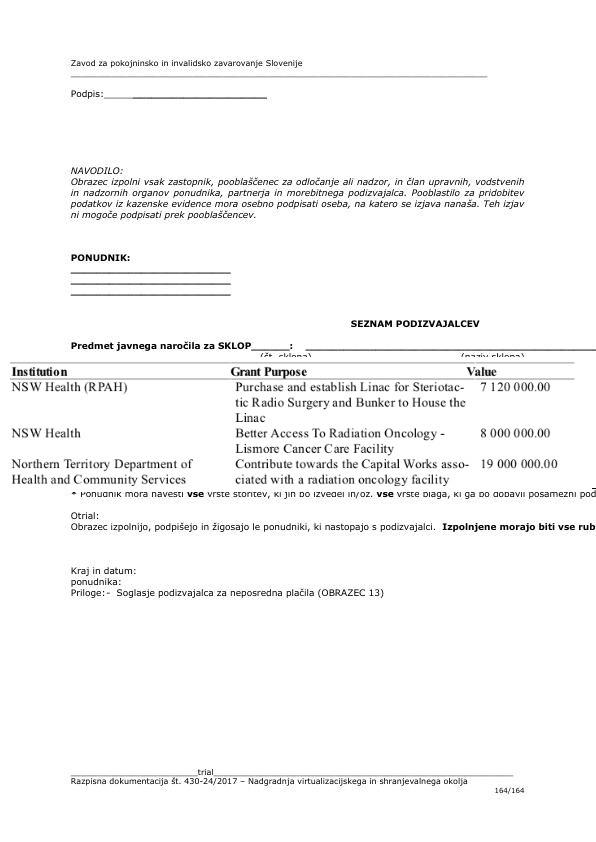 Zavod za pokojninsko in invalidsko zavarovanje Slovenije
Podpis:
NAVODILO:
Obrazec izpolni vsak zastopnik, pooblaščenec za odločanje ali nadzor, in član upravnih, vodstvenih
in nadzornih organov ponudnika, partnerja in morebitnega podizvajalca. Pooblastilo za pridobitev
podatkov iz kazenske evidence mora osebno podpisati oseba, na katero se izjava nanaša. Teh izjav
ni mogoče podpisati prek pooblaščencev.
PONUDNIK:
SEZNAM PODIZVAJALCEV
Predmet javnega naročila za SKLOP______:
(št. sklopa) (naziv sklopa
Institution Grant Purpose Value
NSW Health (RPAH) Purchase and establish Linac for Steriotac- 7 120 000.00
tic Radio Surgery and Bunker to House the
Linac
NSW Health Better Access To Radiation Oncology - 8 000 000.00
Lismore Cancer Care Facility
Northern Territory Department of Contribute towards the Capital Works asso- 19 000 000.00
Health and Community Services ciated with a radiation oncology facility
* Ponudnik mora navesti vse vrste storitev, ki jih bo izvedel in/oz. vse vrste blaga, ki ga bo dobavil posamezni pod
Otrial:
Obrazec izpolnijo, podpišejo in žigosajo le ponudniki, ki nastopajo s podizvajalci. Izpolnjene morajo biti vse rub
Kraj in datum:
ponudnika:
Priloge:- Soglasje podizvajalca za neposredna plačila (OBRAZEC 13)
trial
Razpisna dokumentacija št. 430-24/2017 – Nadgradnja virtualizacijskega in shranjevalnega okolja
164/164